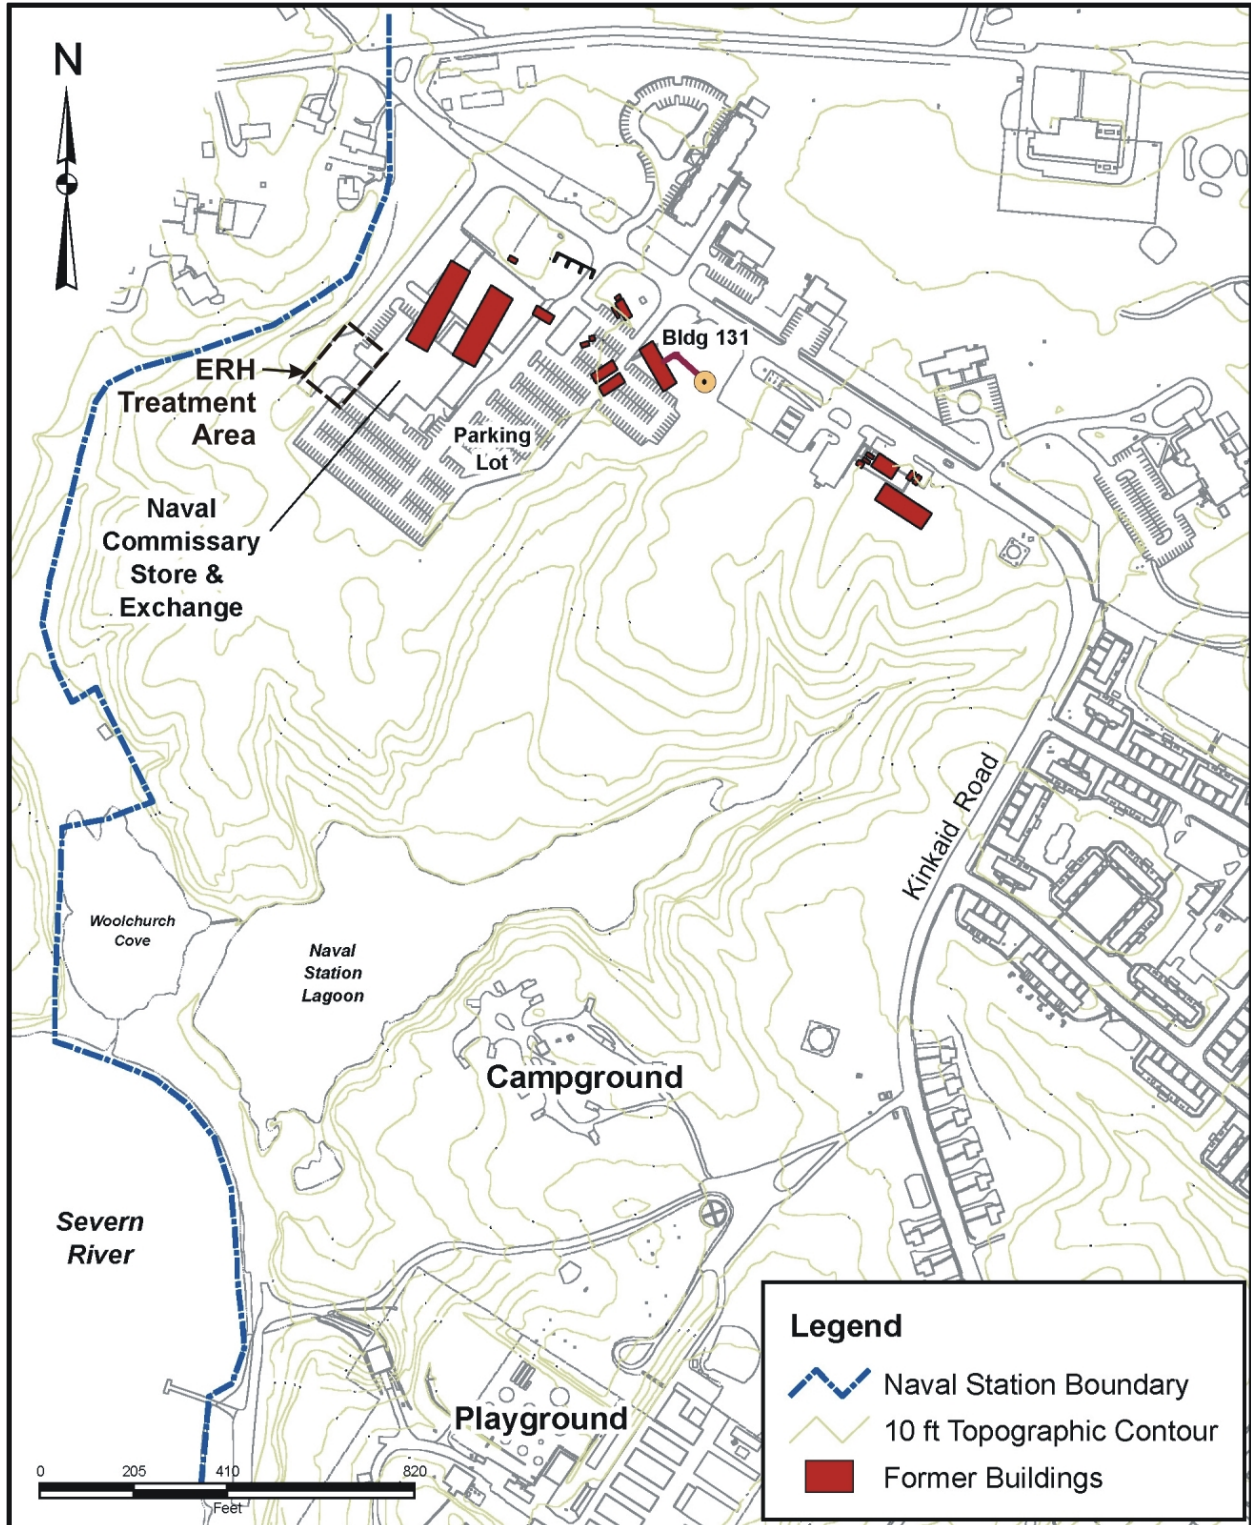 N
Bldg 131
ERH
Treatment
Area
Parking
Lot
Naval
Commissary
Store &
Exchange
Kinkaid Road
Woolchurch
Cove
Naval
Station
Lagoon
Campground
Severn
River
Playground
Legend
Naval Station Boundary
10 ft Topographic Contour
Former Buildings
0 205 410 820
Feet